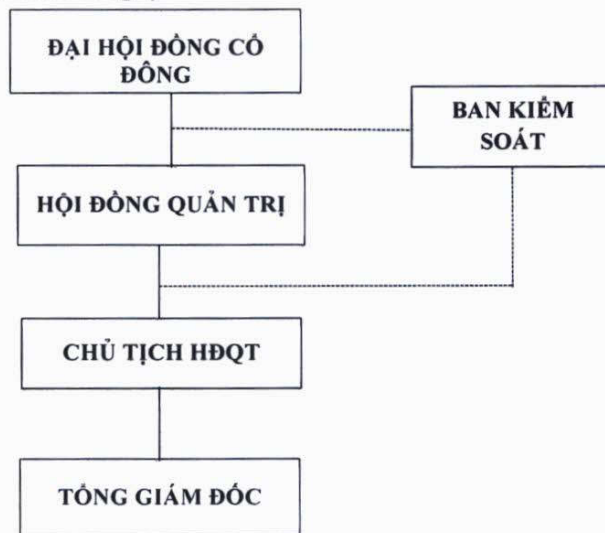 ĐẠI HỘI ĐỒNG CỔ
ĐÔNG
BAN KIỂM
SOÁT
HỘI ĐỒNG QUẢN TRỊ
CHỦ TỊCH HĐQT
TỔNG GIÁM ĐỐC